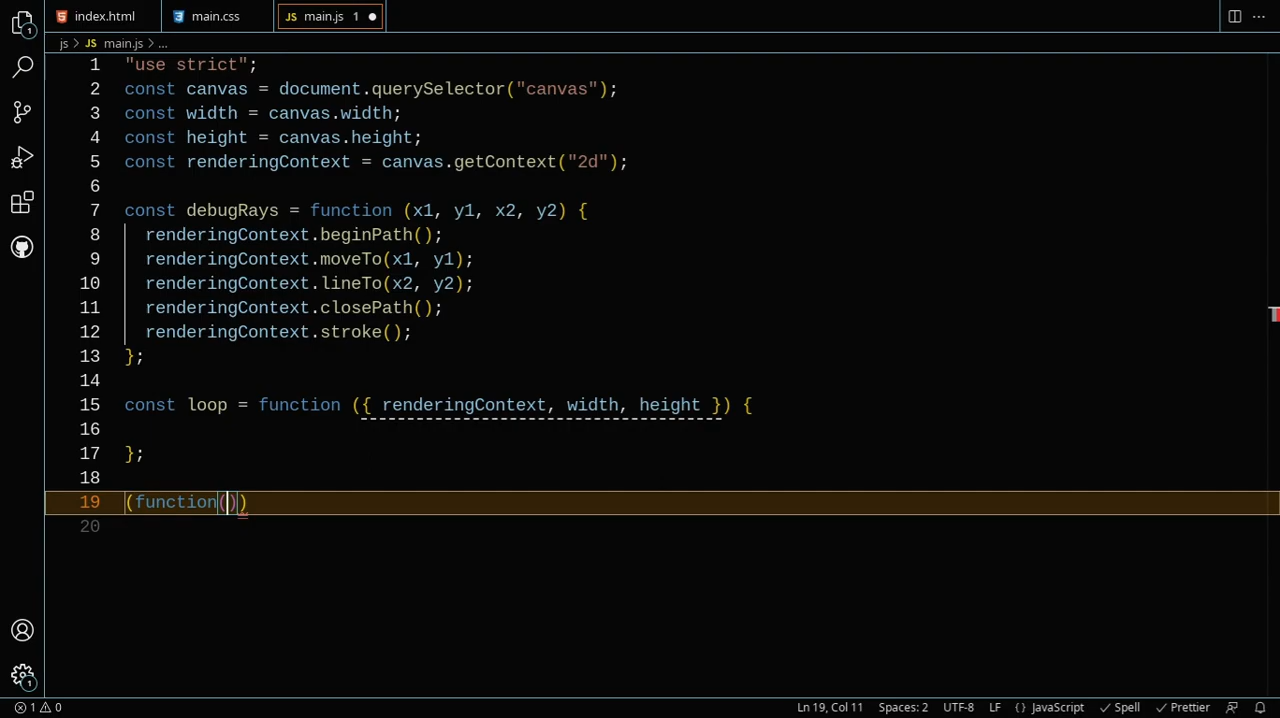 index.html main.css JS main.js 1
js > JS main.js > ...
1 "use strict";
2 const canvas = document.querySelector("canvas");
3 const width = canvas.width;
4 const height = canvas.height;
5 const renderingContext = canvas.getContext("2d");
6
7 const debugRays = function (x1, y1, x2, y2) {
8 renderingContext.beginPath();
9 renderingContext.moveTo(x1, y1);
10 renderingContext.lineTo(x2, y2);
11 renderingContext.closePath();
12 renderingContext.stroke();
13 };
14
15 const loop = function ({ renderingContext, width, height }) {
16
17 };
18
19 (function())
20
1 0 Ln 19, Col 11 Spaces: 2 UTF-8 LF {} JavaScript Spell Prettier